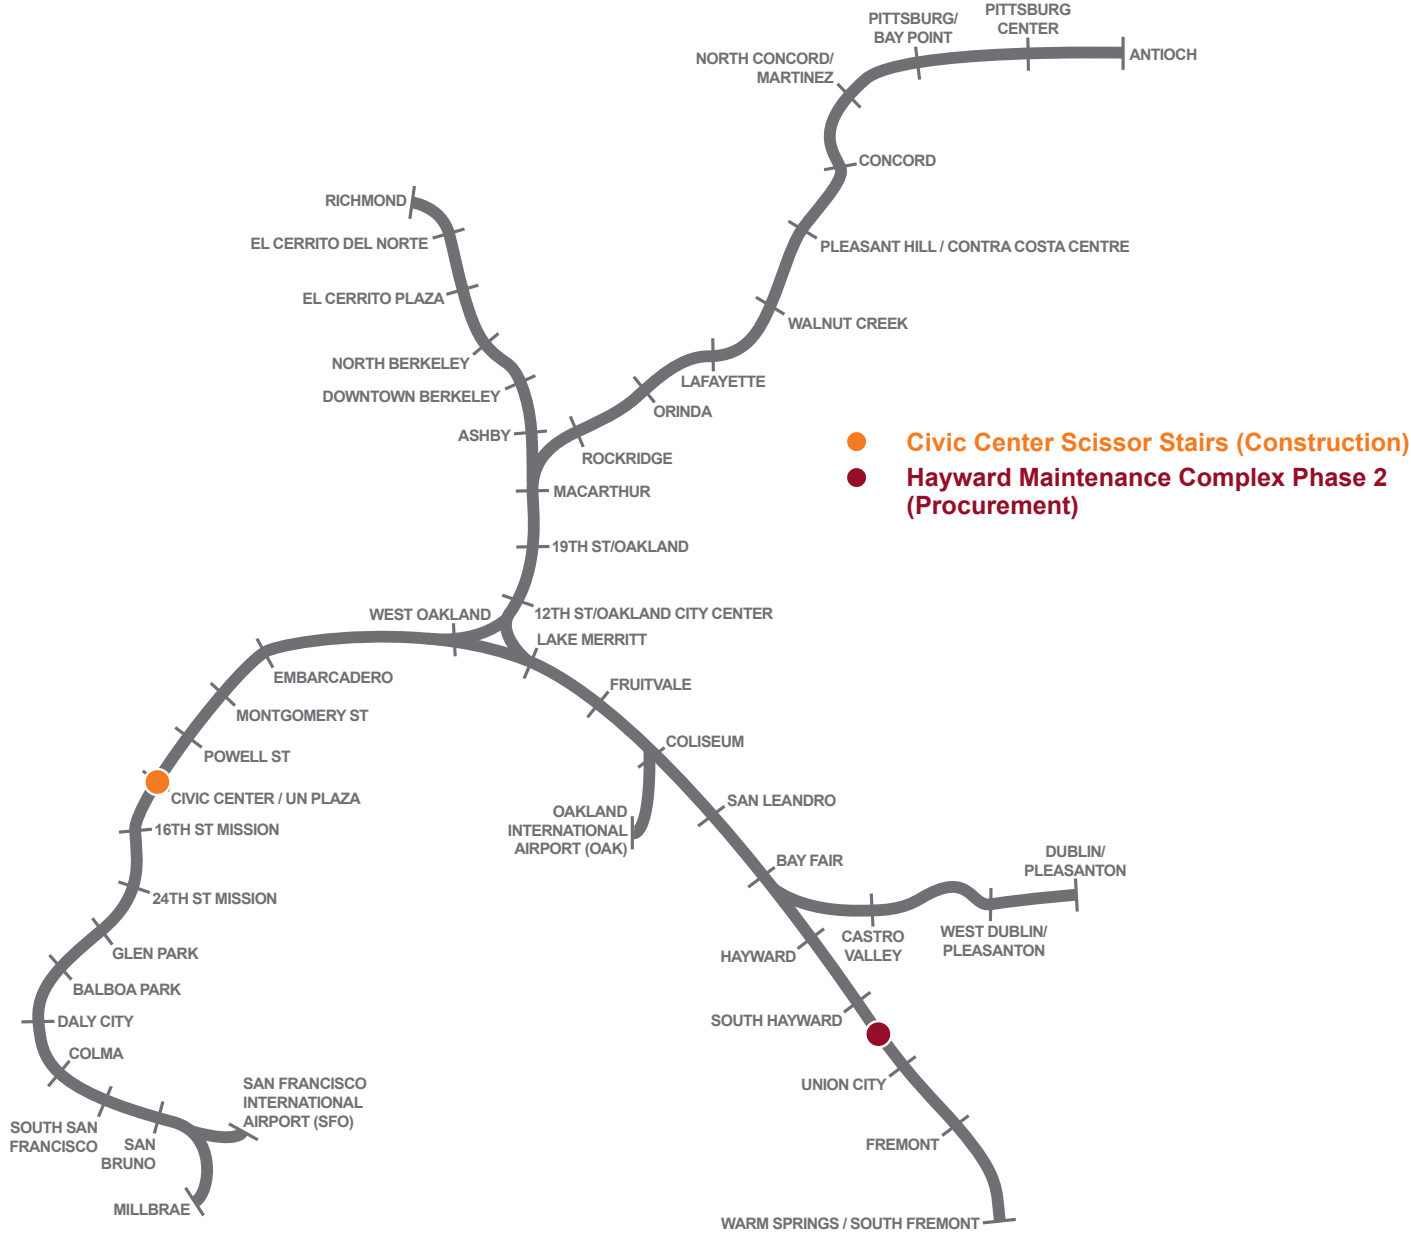 PITTSBURG/
BAY POINT
PITTSBURG
CENTER
ANTIOCH
NORTH CONCORD/
MARTINEZ
CONCORD
RICHMOND
EL CERRITO DEL NORTE
PLEASANT HILL / CONTRA COSTA CENTRE
EL CERRITO PLAZA
WALNUT CREEK
NORTH BERKELEY
LAFAYETTE
DOWNTOWN BERKELEY
ORINDA
ASHBY
ROCKRIDGE
Civic Center Scissor Stairs (Construction)
Hayward Maintenance Complex Phase 2
(Procurement)
MACARTHUR
19TH ST/OAKLAND
WEST OAKLAND
12TH ST/OAKLAND CITY CENTER
LAKE MERRITT
EMBARCADERO
FRUITVALE
MONTGOMERY ST
COLISEUM
POWELL ST
CIVIC CENTER / UN PLAZA
SAN LEANDRO
OAKLAND
INTERNATIONAL
AIRPORT (OAK)
16TH ST MISSION
BAY FAIR
DUBLIN/
PLEASANTON
24TH ST MISSION
CASTRO
VALLEY
WEST DUBLIN/
PLEASANTON
GLEN PARK
HAYWARD
BALBOA PARK
DALY CITY
SOUTH HAYWARD
COLMA
SAN FRANCISCO
INTERNATIONAL
AIRPORT (SFO)
UNION CITY
SOUTH SAN
FRANCISCO
SAN
BRUNO
FREMONT
MILLBRAE
WARM SPRINGS / SOUTH FREMONT